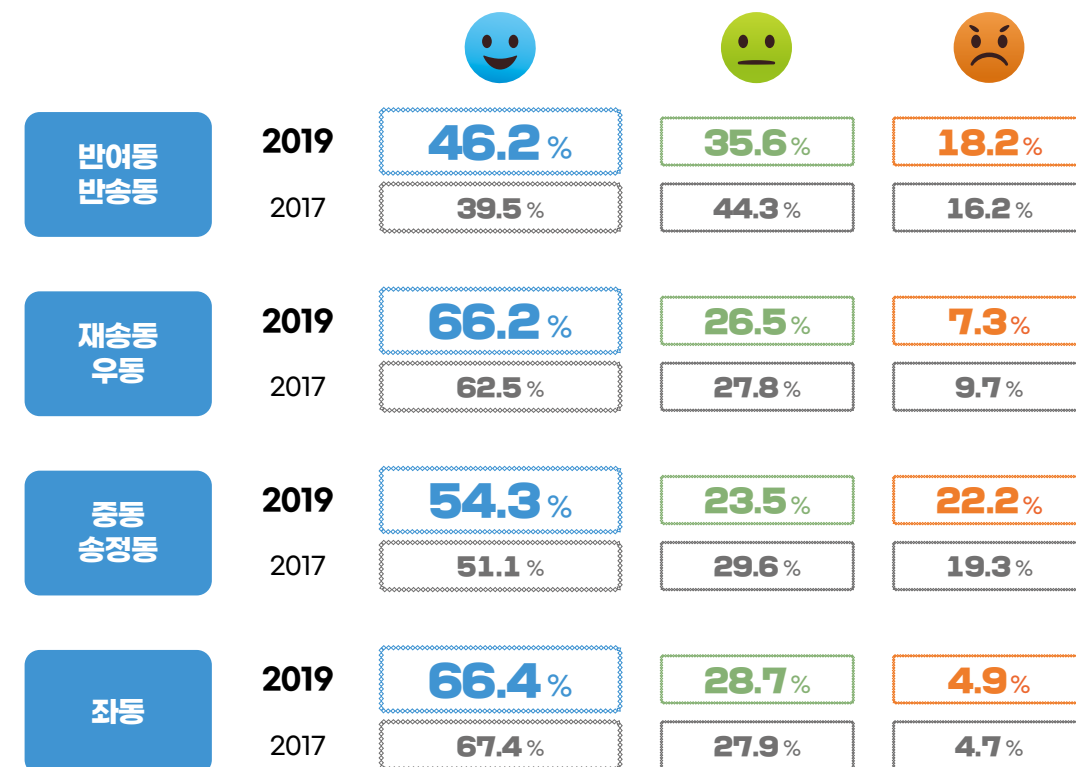 반여동
반송동
2019 46.2 % 35.6 % 18.2 %
2017 39.5 % 44.3 % 16.2 %
재송동
우동
2019 66.2 % 26.5 % 7.3 %
2017 62.5 % 27.8 % 9.7 %
중동
송정동
2019 54.3 % 23.5 % 22.2 %
2017 51.1 % 29.6 % 19.3 %
좌동
2019 66.4 % 28.7 % 4.9 %
2017 67.4 % 27.9 % 4.7 %